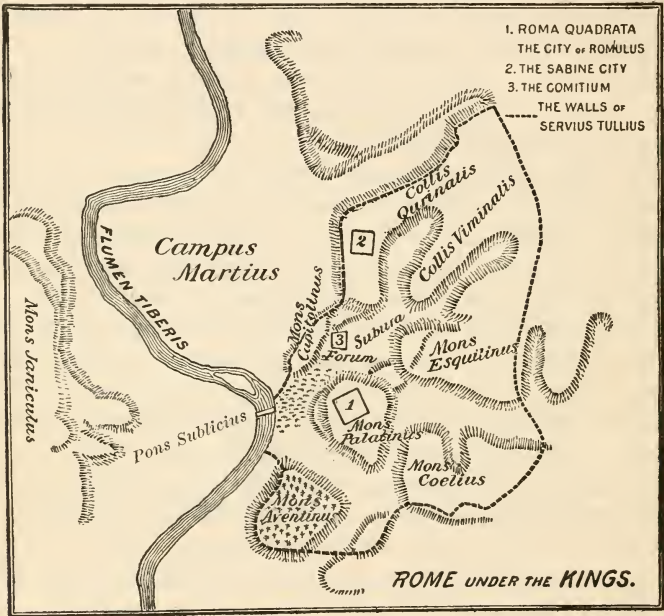 1. ROMA QUADRATA
THE CITY OF ROMULUS
2. THE SABINE CITY
3. THE COMITIUM
THE WALLS OF
SERVIUS TULLIUS
Collis
Quirinalis
Collis Viminalis
2
Campus
Martius
FLUMEN TIBERIS
Mons Janiculus
Mons
Capitolinus
3
Subura
Forum
Mons
Esquilinus
1
Mons
Palatinus
Pons Sublicius
Mons
Coelius
Mons
Aventinus
ROME UNDER THE KINGS.